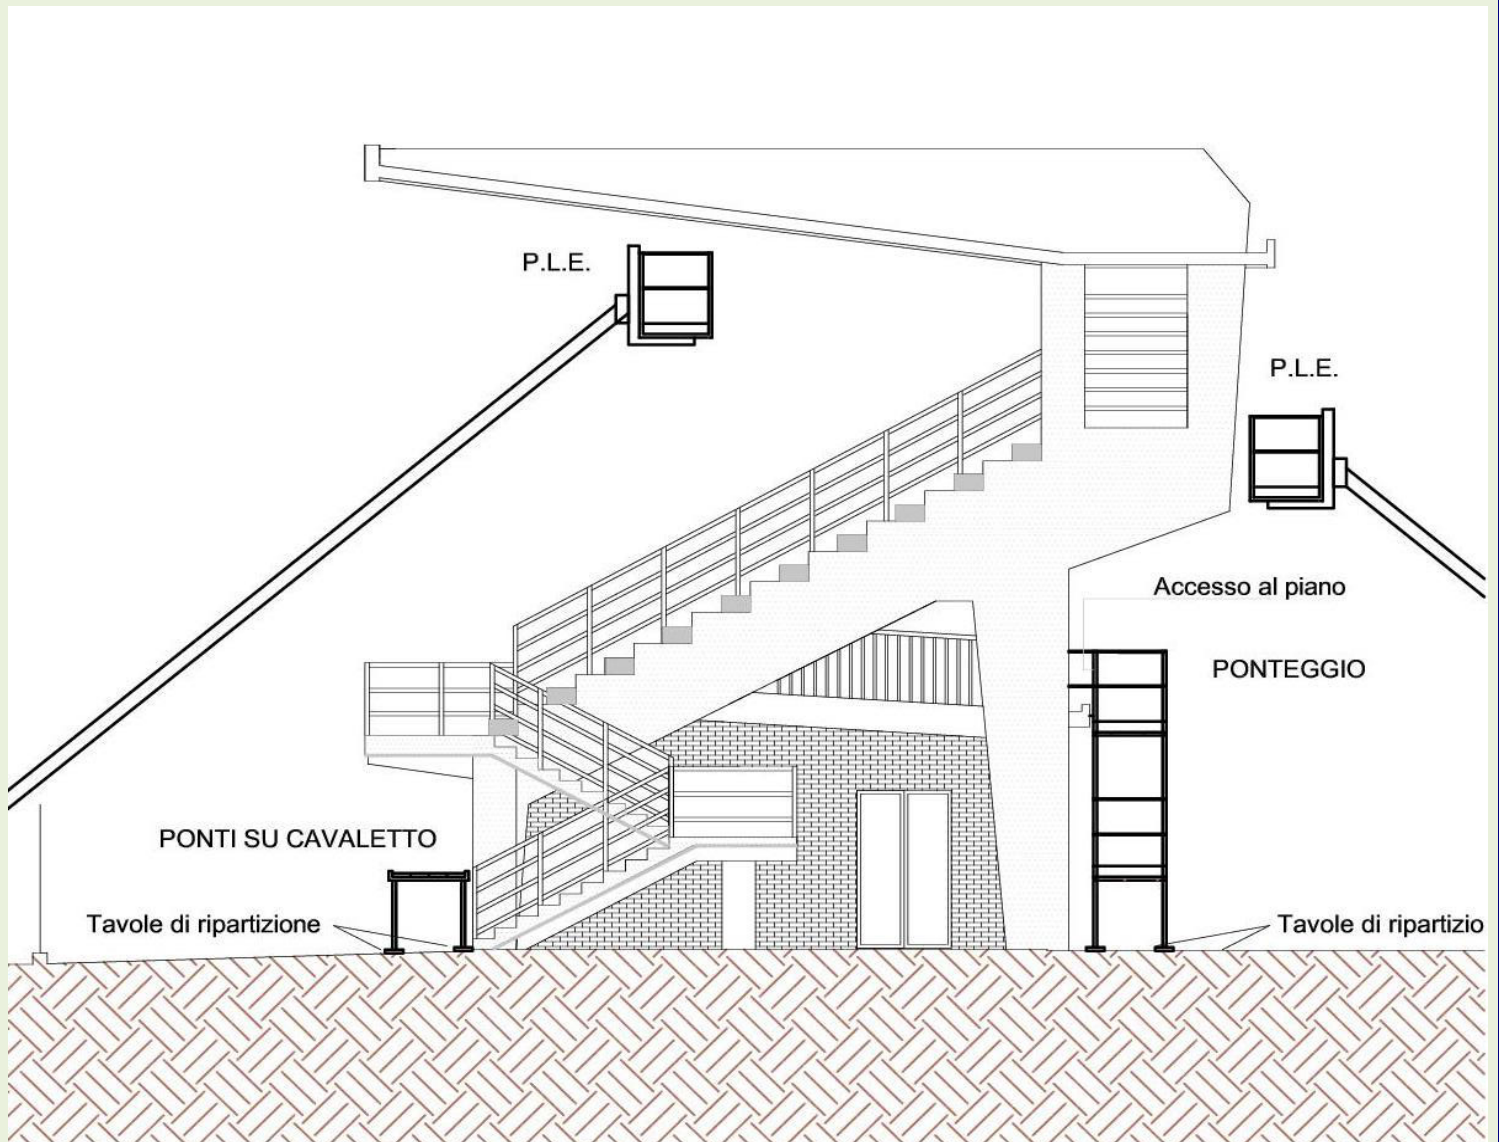 P.L.E.
P.L.E.
Accesso al piano
PONTEGGIO
PONTI SU CAVALETTO
Tavole di ripartizione
Tavole di ripartizio